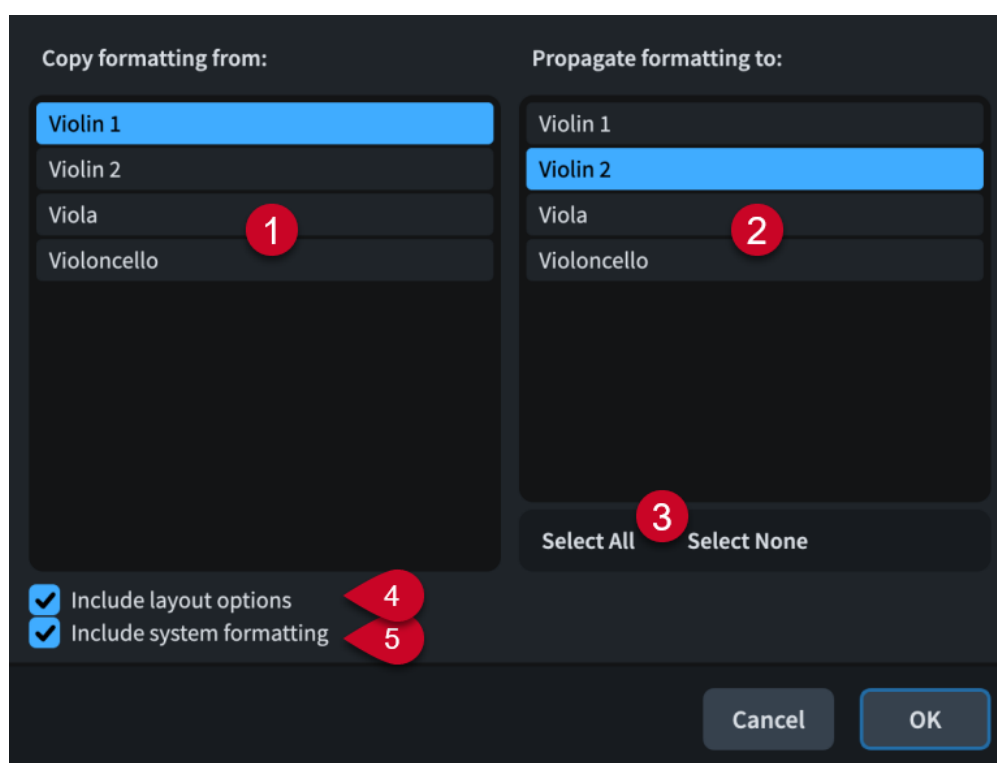 Copy formatting from:
Violin 1
Violin 2
Viola
Violoncello
1
Propagate formatting to:
Violin 1
Violin 2
Viola
Violoncello
2
3
Select All
Select None
Include layout options
4
Include system formatting
5
Cancel
OK